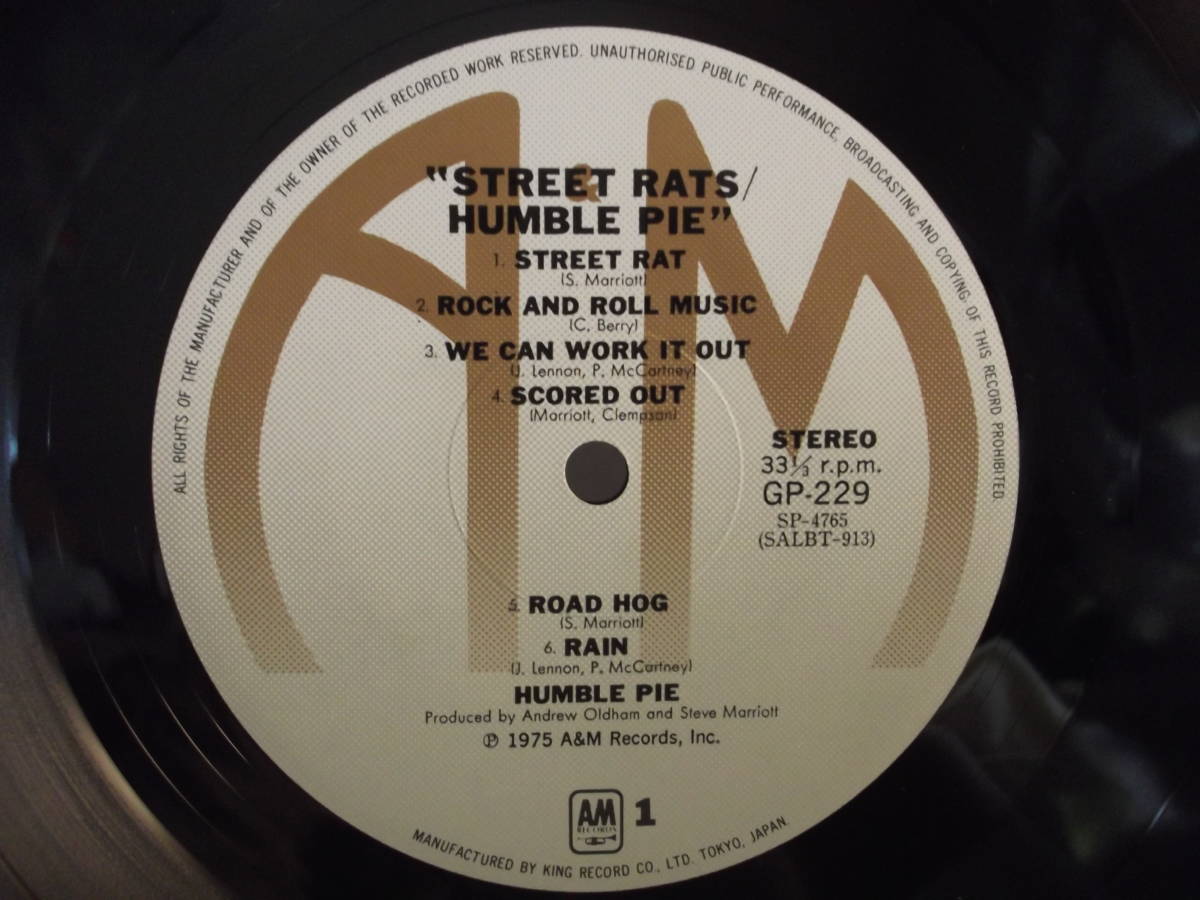 ALL RIGHTS OF THE MANUFACTURER AND OF THE OWNER OF THE RECORDED WORK RESERVED. UNAUTHORISED PUBLIC PERFORMANCE, BROADCASTING AND COPYING, OF THIS RECORD PROHIBITED.
"STREET RATS/
HUMBLE PIE"
1. STREET RAT
(S. Marriott)
2. ROCK AND ROLL MUSIC
(C. Berry)
3. WE CAN WORK IT OUT
(J. Lennon, P. McCartney)
4. SCORED OUT
(Marriott, Clempson)
STEREO
33⅓ r.p.m.
GP-229
SP-4765
(SALBT-913)
5. ROAD HOG
(S. Marriott)
6. RAIN
(J. Lennon, P. McCartney)
HUMBLE PIE
Produced by Andrew Oldham and Steve Marriott
℗ 1975 A&M Records, Inc.
AM
RECORDS
1
MANUFACTURED BY KING RECORD CO., LTD. TOKYO, JAPAN.